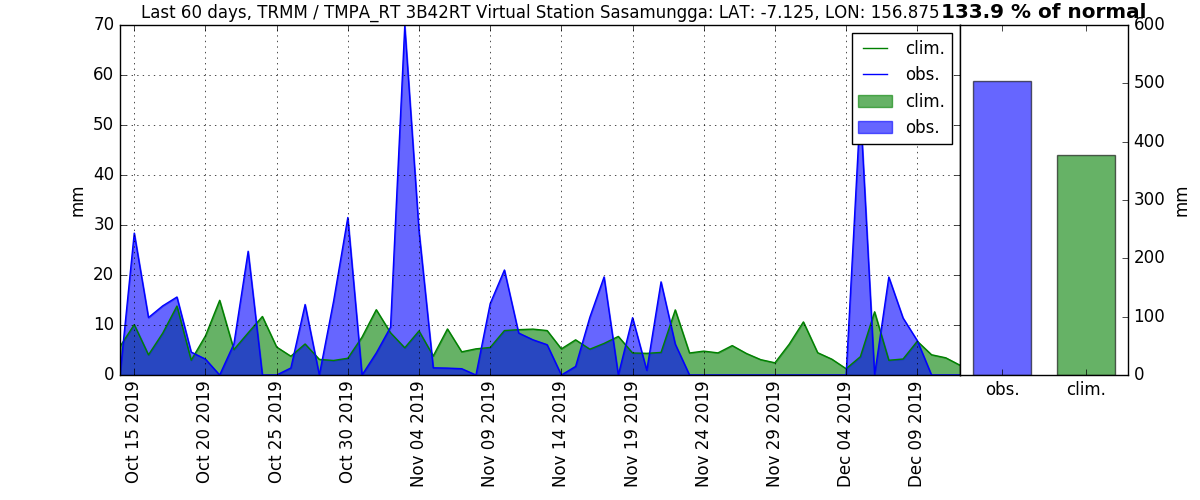 Last 60 days, TRMM / TMPA_RT 3B42RT Virtual Station Sasamungga: LAT: -7.125, LON: 156.875
133.9 % of normal
70
60
50
40
30
20
10
0
mm
clim.
obs.
clim.
obs.
600
500
400
300
200
100
0
mm
obs.
clim.
Oct 15 2019
Oct 20 2019
Oct 25 2019
Oct 30 2019
Nov 04 2019
Nov 09 2019
Nov 14 2019
Nov 19 2019
Nov 24 2019
Nov 29 2019
Dec 04 2019
Dec 09 2019